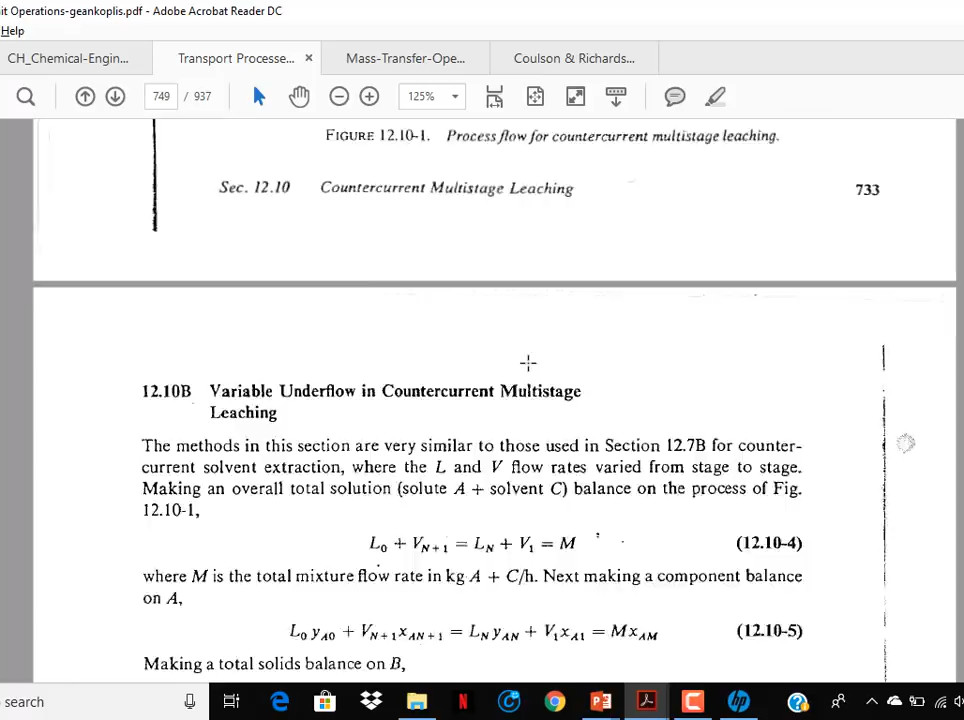 it Operations-geankoplis.pdf - Adobe Acrobat Reader DC
Help
CH_Chemical-Engin... Transport Processe... × Mass-Transfer-Ope... Coulson & Richards...
749 / 937 125%
FIGURE 12.10-1. Process flow for countercurrent multistage leaching.
Sec. 12.10 Countercurrent Multistage Leaching 733
12.10B Variable Underflow in Countercurrent Multistage
Leaching
The methods in this section are very similar to those used in Section 12.7B for counter-
current solvent extraction, where the L and V flow rates varied from stage to stage.
Making an overall total solution (solute A + solvent C) balance on the process of Fig.
12.10-1,
L₀ + V_{N+1} = L_N + V₁ = M (12.10-4)
where M is the total mixture flow rate in kg A + C/h. Next making a component balance
on A,
L₀ y_{A0} + V_{N+1} x_{AN+1} = L_N y_{AN} + V₁ x_{A1} = M x_{AM} (12.10-5)
Making a total solids balance on B,
search